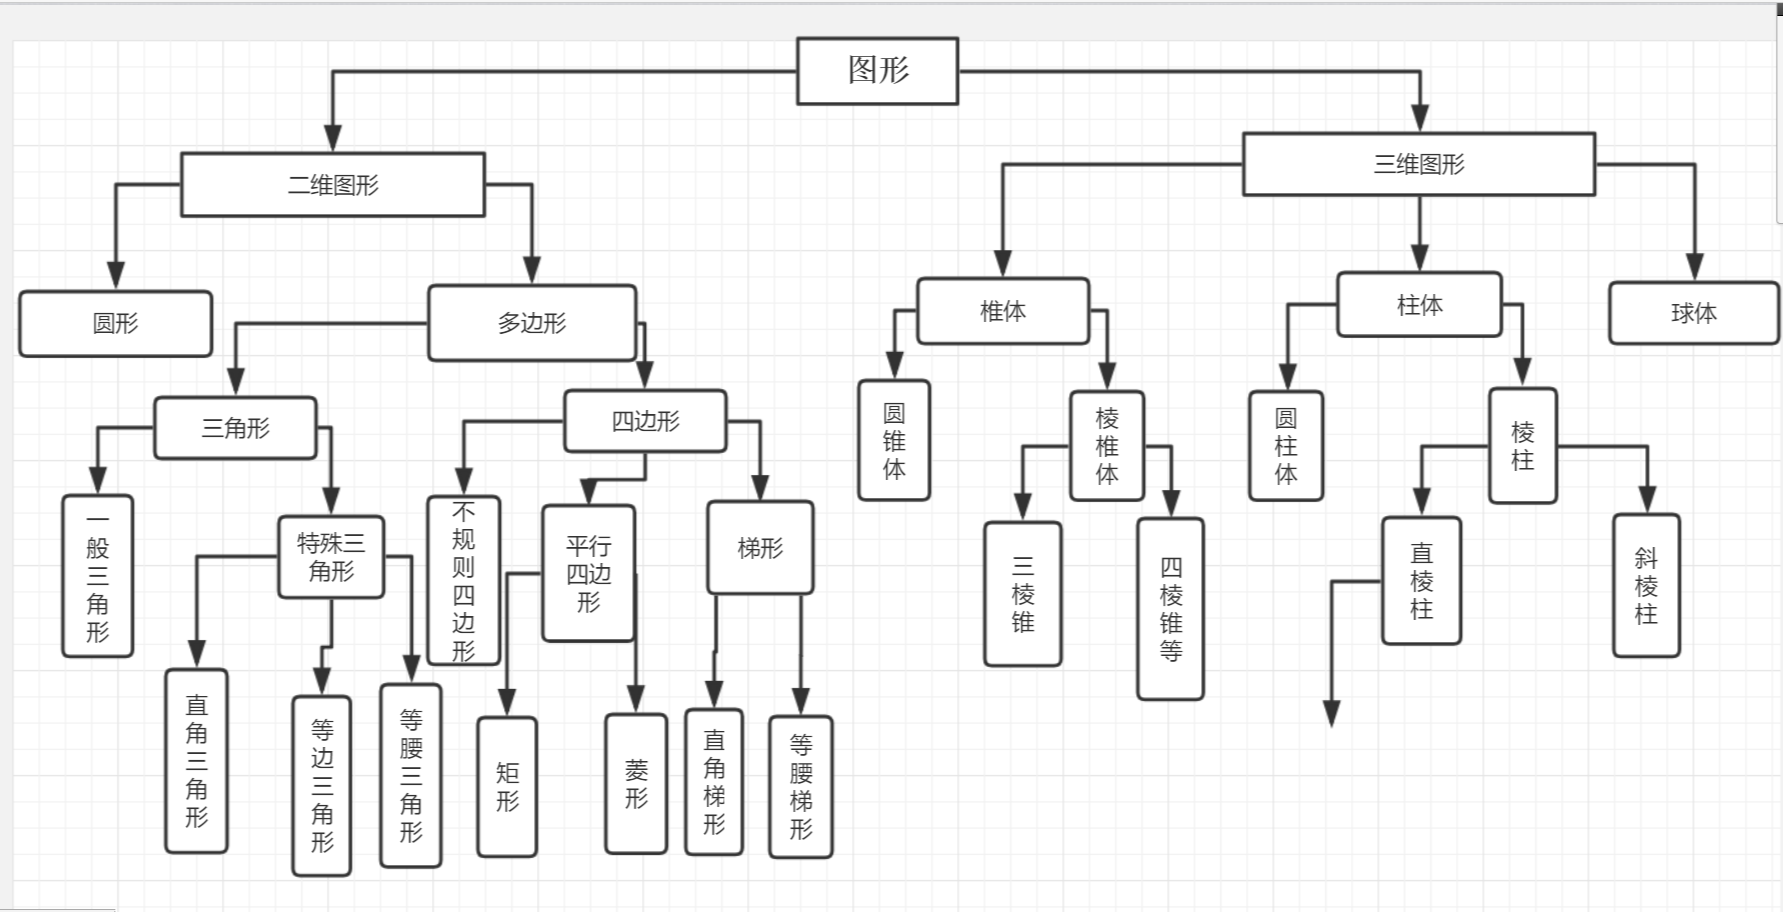 图形
二维图形
三维图形
圆形
多边形
椎体
柱体
球体
三角形
四边形
圆锥体
棱椎体
圆柱体
棱柱
一般三角形
特殊三
角形
不规则四边形
平行
四边
形
梯形
三棱锥
四棱锥等
直棱柱
斜棱柱
直角三角形
等边三角形
等腰三角形
矩形
菱形
直角梯形
等腰梯形